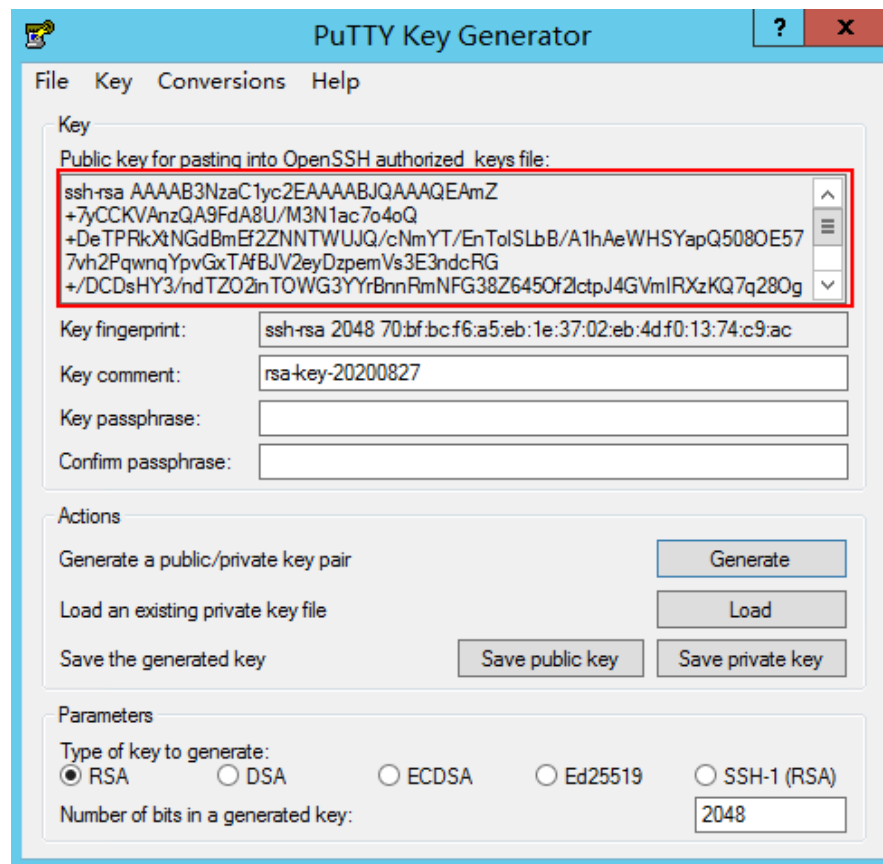 PuTTY Key Generator
? x
File Key Conversions Help
Key
Public key for pasting into OpenSSH authorized_keys file:
ssh-rsa AAAAB3NzaC1yc2EAAAABJQAAAQEAmZ
+7yCCKVAnzQA9FdA8U/M3N1ac7o4oQ
+DeTPRkXtNGdBmEf2ZNNTWUJQ/cNmYT/EnToISLbB/A1hAeWHSYapQ508OE57
7vh2PqwnqYpvGxTAfBJV2eyDzpemVs3E3ndcRG
+/DCDsHY3/ndTZO2inTOWG3YYrBnnRmNFG38Z645Of2lctpJ4GVmIRXzKQ7q28Og
Key fingerprint: ssh-rsa 2048 70:bf:bc:f6:a5:eb:1e:37:02:eb:4d:f0:13:74:c9:ac
Key comment: rsa-key-20200827
Key passphrase:
Confirm passphrase:
Actions
Generate a public/private key pair Generate
Load an existing private key file Load
Save the generated key Save public key Save private key
Parameters
Type of key to generate:
RSA DSA ECDSA Ed25519 SSH-1 (RSA)
Number of bits in a generated key: 2048